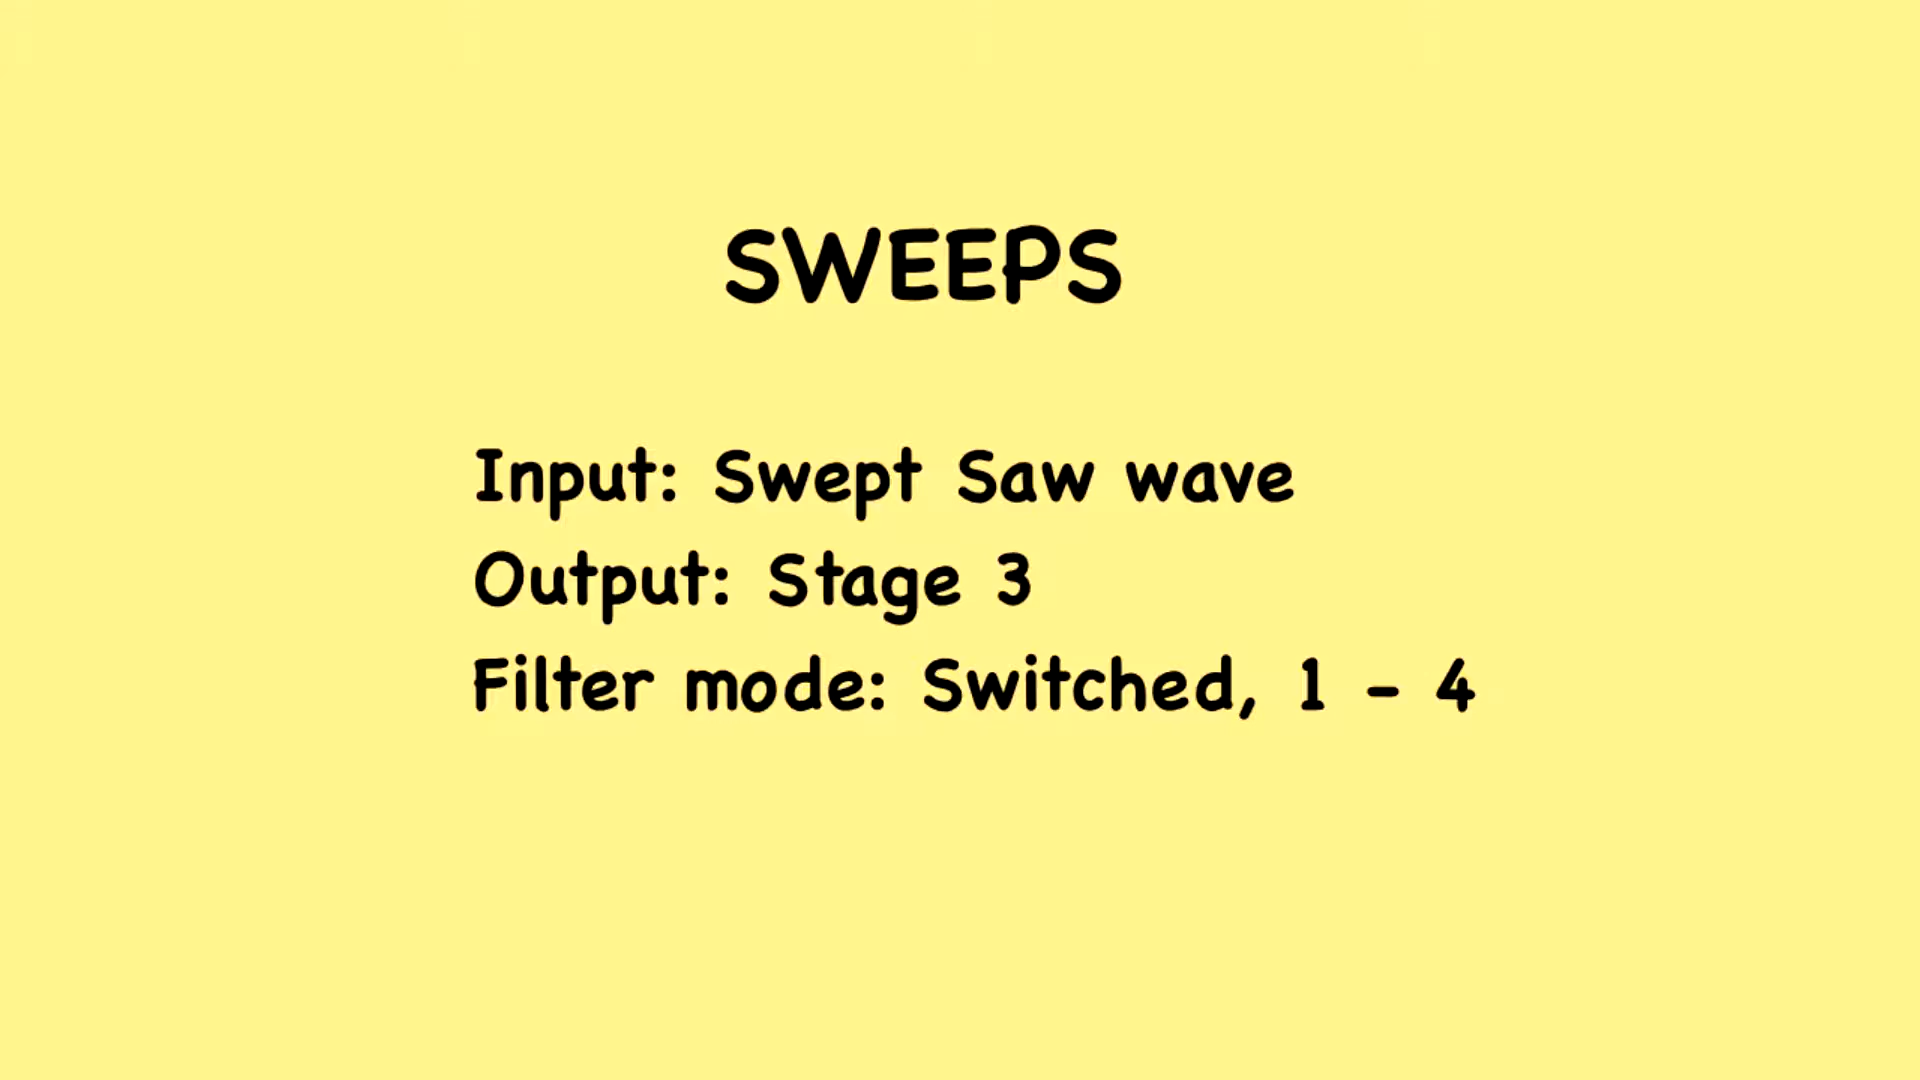 SWEEPS
Input: Swept Saw wave
Output: Stage 3
Filter mode: Switched, 1 - 4